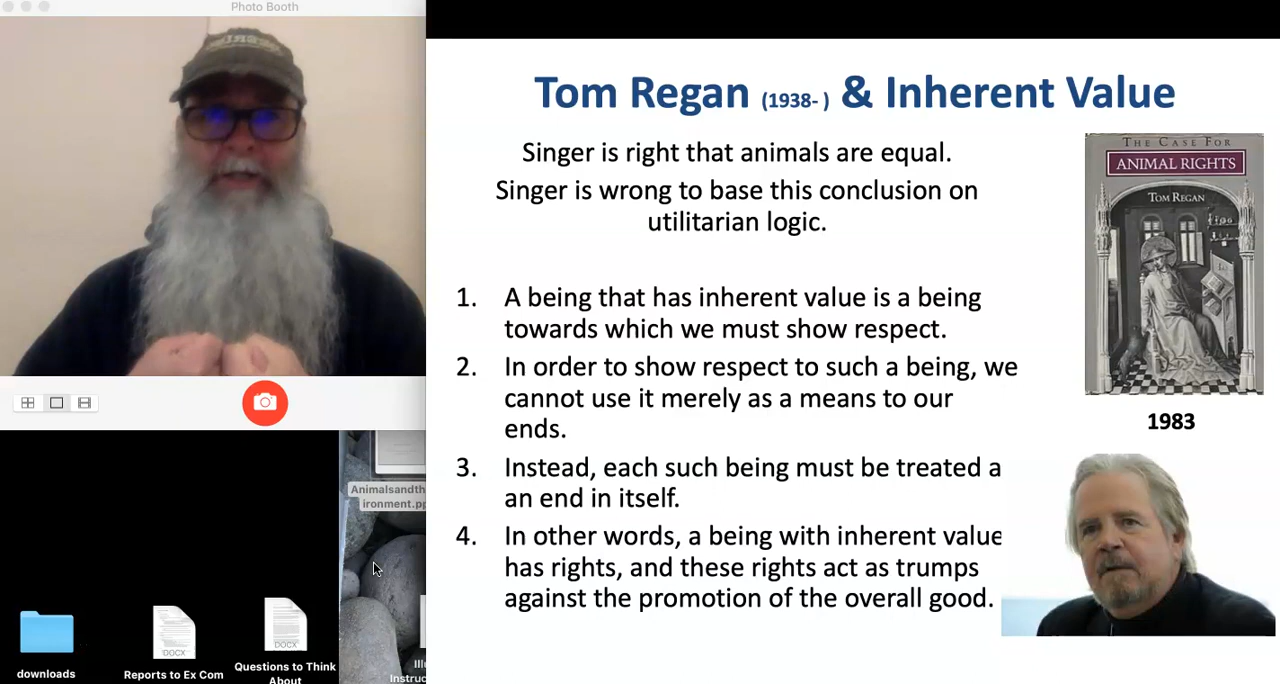 Photo Booth
Tom Regan (1938- ) & Inherent Value
Singer is right that animals are equal.
Singer is wrong to base this conclusion on
utilitarian logic.
1. A being that has inherent value is a being
towards which we must show respect.
2. In order to show respect to such a being, we
cannot use it merely as a means to our
ends.
3. Instead, each such being must be treated a
an end in itself.
4. In other words, a being with inherent value
has rights, and these rights act as trumps
against the promotion of the overall good.
THE CASE FOR
ANIMAL RIGHTS
TOM REGAN
1983
Animalsandth
ironment.pp
downloads
DOCX
Reports to Ex Com
DOCX
Questions to Think
About
Ill
Instruc